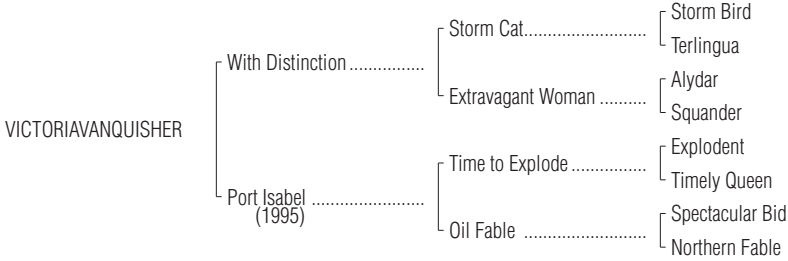 Storm Bird
Storm Cat........................
Terlingua
With Distinction ...............
Alydar
Extravagant Woman ..........
Squander
VICTORIAVANQUISHER
Explodent
Time to Explode ...............
Timely Queen
Port Isabel ......................
(1995)
Spectacular Bid
Oil Fable ........................
Northern Fable